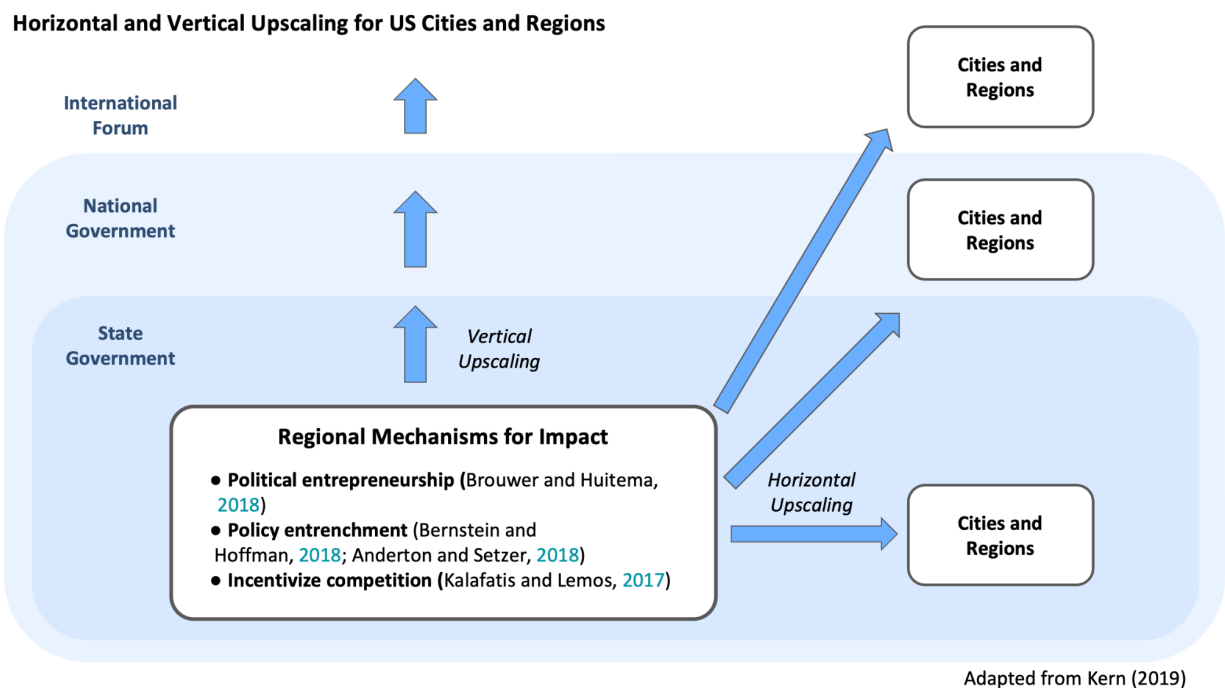 Horizontal and Vertical Upscaling for US Cities and Regions
International
Forum
Cities and
Regions
National
Government
Cities and
Regions
State
Government
Vertical
Upscaling
Regional Mechanisms for Impact
● Political entrepreneurship (Brouwer and Huitema,
2018)
● Policy entrenchment (Bernstein and
Hoffman, 2018; Anderton and Setzer, 2018)
● Incentivize competition (Kalafatis and Lemos, 2017)
Horizontal
Upscaling
Cities and
Regions
Adapted from Kern (2019)